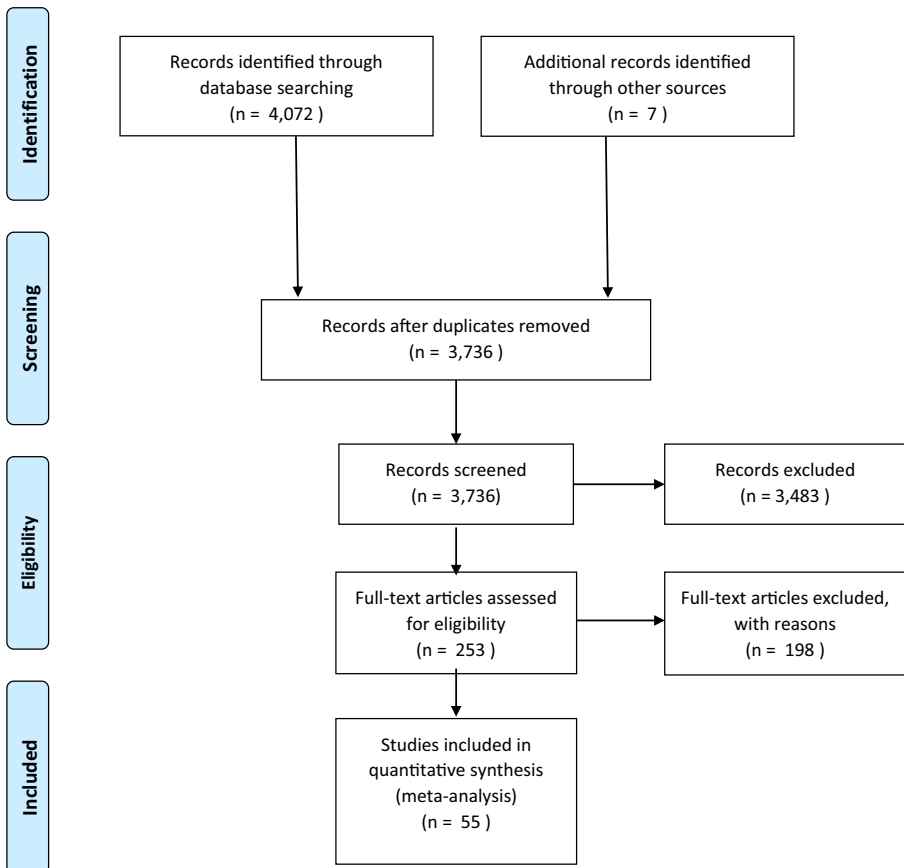 Identification
Records identified through
database searching
(n = 4,072 )
Additional records identified
through other sources
(n = 7 )
Screening
Records after duplicates removed
(n = 3,736 )
Eligibility
Records screened
(n = 3,736)
Records excluded
(n = 3,483 )
Full-text articles assessed
for eligibility
(n = 253 )
Full-text articles excluded,
with reasons
(n = 198 )
Included
Studies included in
quantitative synthesis
(meta-analysis)
(n = 55 )